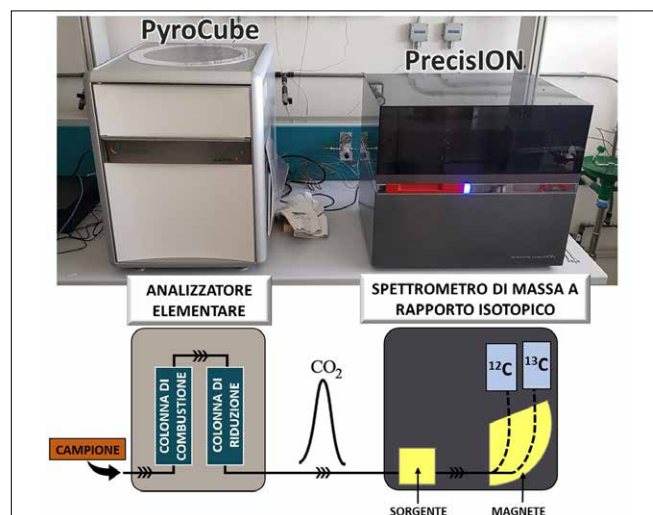 PyroCube
PrecisION
ANALIZZATORE
ELEMENTARE
SPETTROMETRO DI MASSA A
RAPPORTO ISOTOPICO
CAMPIONE
COLONNA DI
COMBUSTIONE
COLONNA DI
RIDUZIONE
CO₂
¹²C
¹³C
SORGENTE
MAGNETE